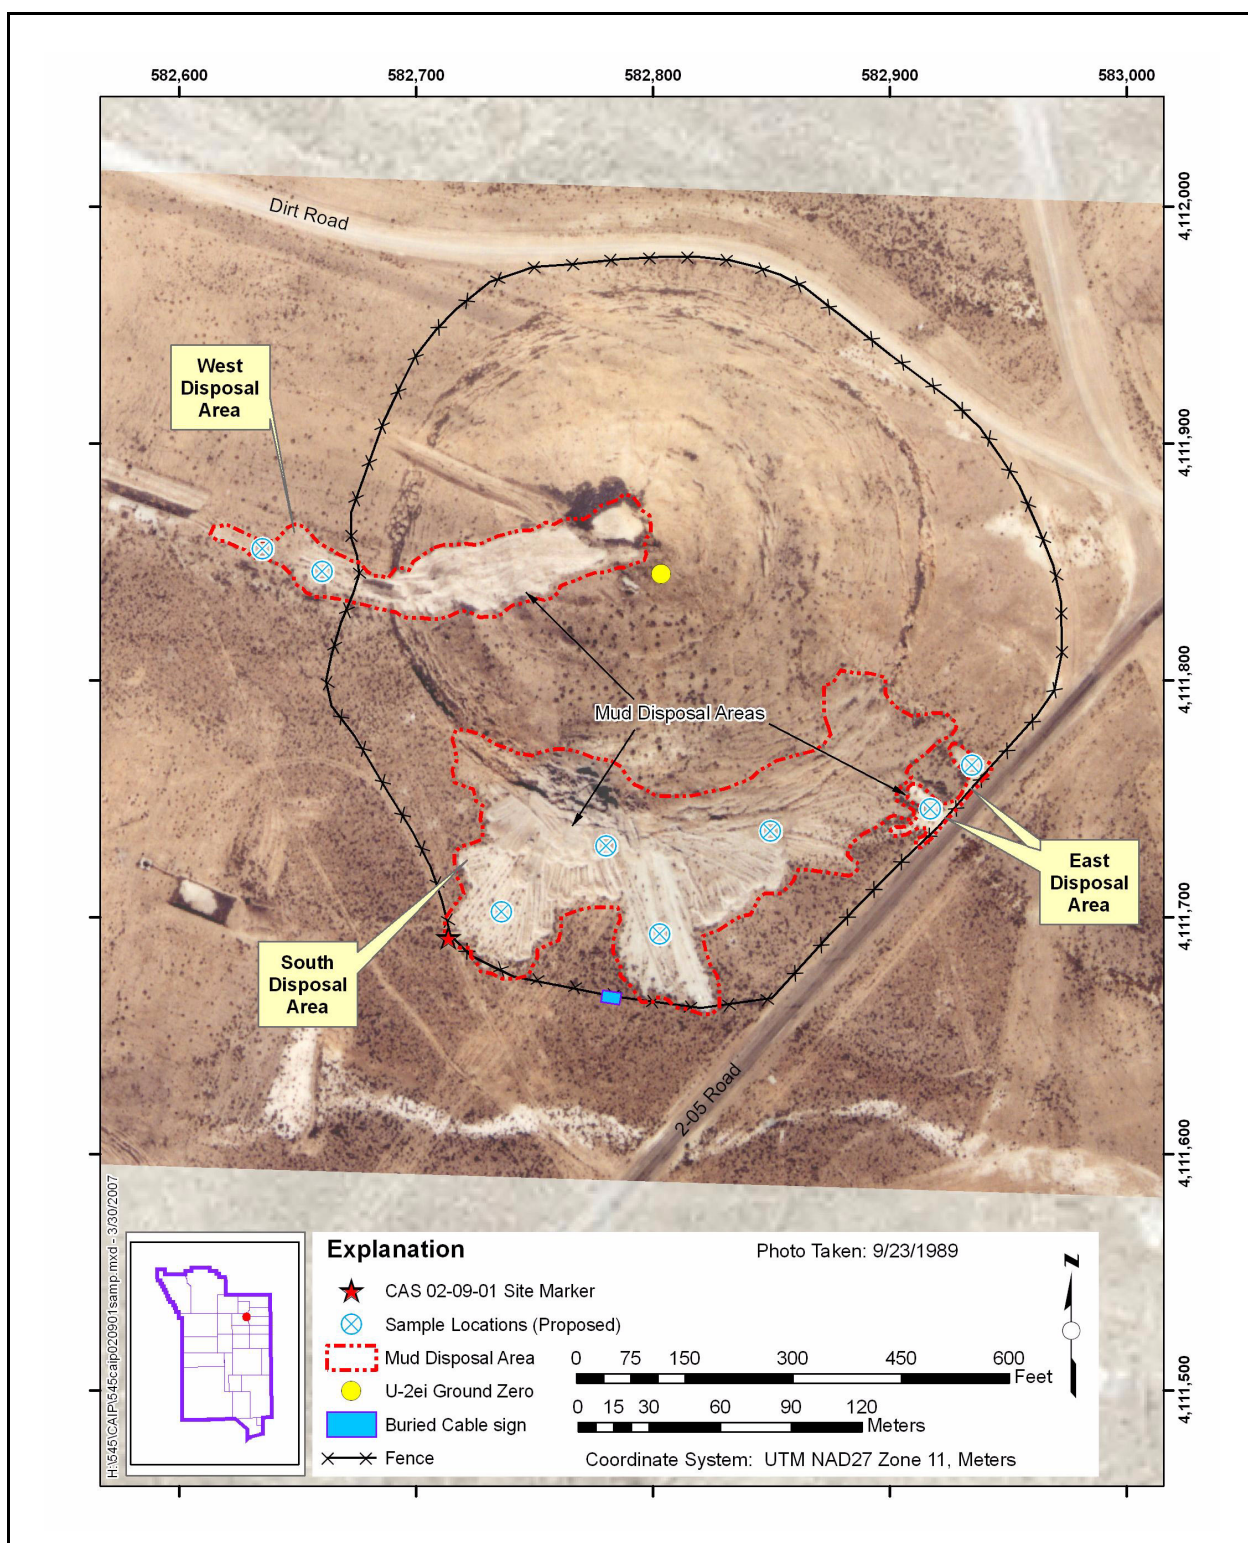 582,600 582,700 582,800 582,900 583,000
4,112,000
Dirt Road
West
Disposal
Area
4,111,900
4,111,800
Mud Disposal Areas
East
Disposal
Area
4,111,700
South
Disposal
Area
2-05 Road
4,111,600
4,111,500
H:\545\CAIP\545caip020901samp.mxd - 3/30/2007
Explanation
Photo Taken: 9/23/1989
CAS 02-09-01 Site Marker
Sample Locations (Proposed)
Mud Disposal Area
U-2ei Ground Zero
Buried Cable sign
Fence
N
0 75 150 300 450 600
Feet
0 15 30 60 90 120
Meters
Coordinate System: UTM NAD27 Zone 11, Meters